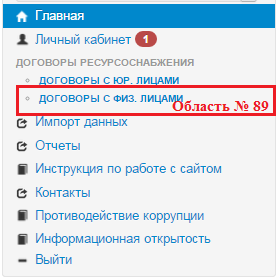 Главная
Личный кабинет 1
ДОГОВОРЫ РЕСУРСОСНАБЖЕНИЯ
ДОГОВОРЫ С ЮР. ЛИЦАМИ
ДОГОВОРЫ С ФИЗ. ЛИЦАМИ
Область № 89
Импорт данных
Отчеты
Инструкция по работе с сайтом
Контакты
Противодействие коррупции
Информационная открытость
Выйти